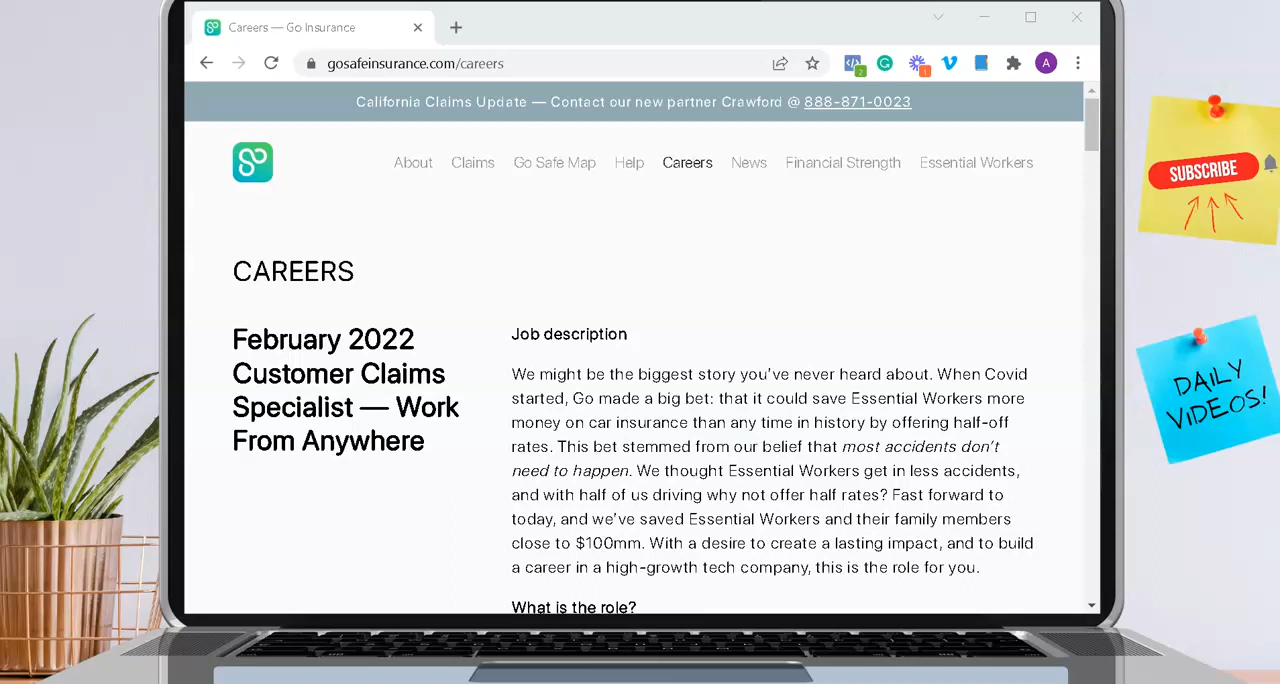 Careers — Go Insurance
gosafeinsurance.com/careers
2
1
A
California Claims Update — Contact our new partner Crawford @ 888-871-0023
About Claims Go Safe Map Help Careers News Financial Strength Essential Workers
CAREERS
February 2022
Customer Claims
Specialist — Work
From Anywhere
Job description
We might be the biggest story you've never heard about. When Covid
started, Go made a big bet: that it could save Essential Workers more
money on car insurance than any time in history by offering half-off
rates. This bet stemmed from our belief that most accidents don't
need to happen. We thought Essential Workers get in less accidents,
and with half of us driving why not offer half rates? Fast forward to
today, and we've saved Essential Workers and their family members
close to $100mm. With a desire to create a lasting impact, and to build
a career in a high-growth tech company, this is the role for you.
What is the role?
SUBSCRIBE
DAILY
VIDEOS!